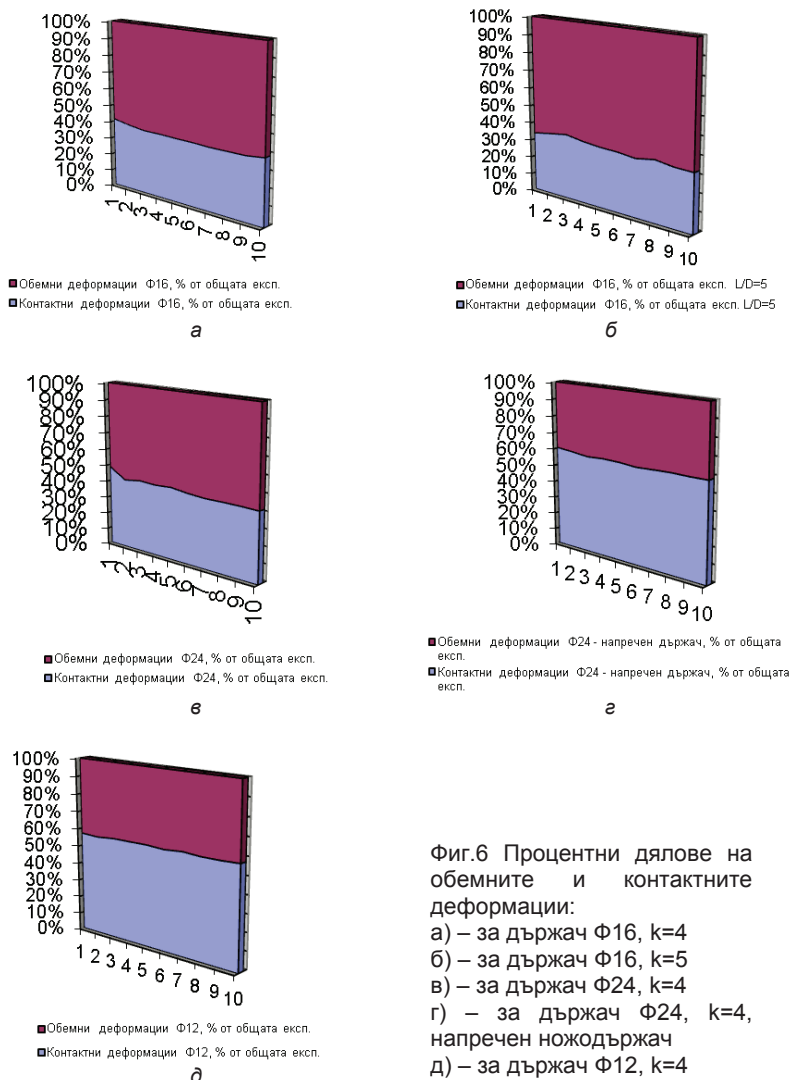 100%
90%
80%
70%
60%
50%
40%
30%
20%
10%
0%
1 2 3 4 5 6 7 8 9 10
Обемни деформации Ф16, % от общата експ.
Контактни деформации Ф16, % от общата експ.
а
100%
90%
80%
70%
60%
50%
40%
30%
20%
10%
0%
1 2 3 4 5 6 7 8 9 10
Обемни деформации Ф16, % от общата експ. L/D=5
Контактни деформации Ф16, % от общата експ. L/D=5
б
100%
90%
80%
70%
60%
50%
40%
30%
20%
10%
0%
1 2 3 4 5 6 7 8 9 10
Обемни деформации Ф24, % от общата експ.
Контактни деформации Ф24, % от общата експ.
в
100%
90%
80%
70%
60%
50%
40%
30%
20%
10%
0%
1 2 3 4 5 6 7 8 9 10
Обемни деформации Ф24 - напречен държач, % от общата
експ.
Контактни деформации Ф24 - напречен държач, % от общата
експ.
г
100%
90%
80%
70%
60%
50%
40%
30%
20%
10%
0%
1 2 3 4 5 6 7 8 9 10
Обемни деформации Ф12, % от общата експ.
Контактни деформации Ф12, % от общата експ.
д
Фиг.6 Процентни дялове на
обемните и контактните
деформации:
а) – за държач Ф16, k=4
б) – за държач Ф16, k=5
в) – за държач Ф24, k=4
г) – за държач Ф24, k=4,
напречен ножодържач
д) – за държач Ф12, k=4